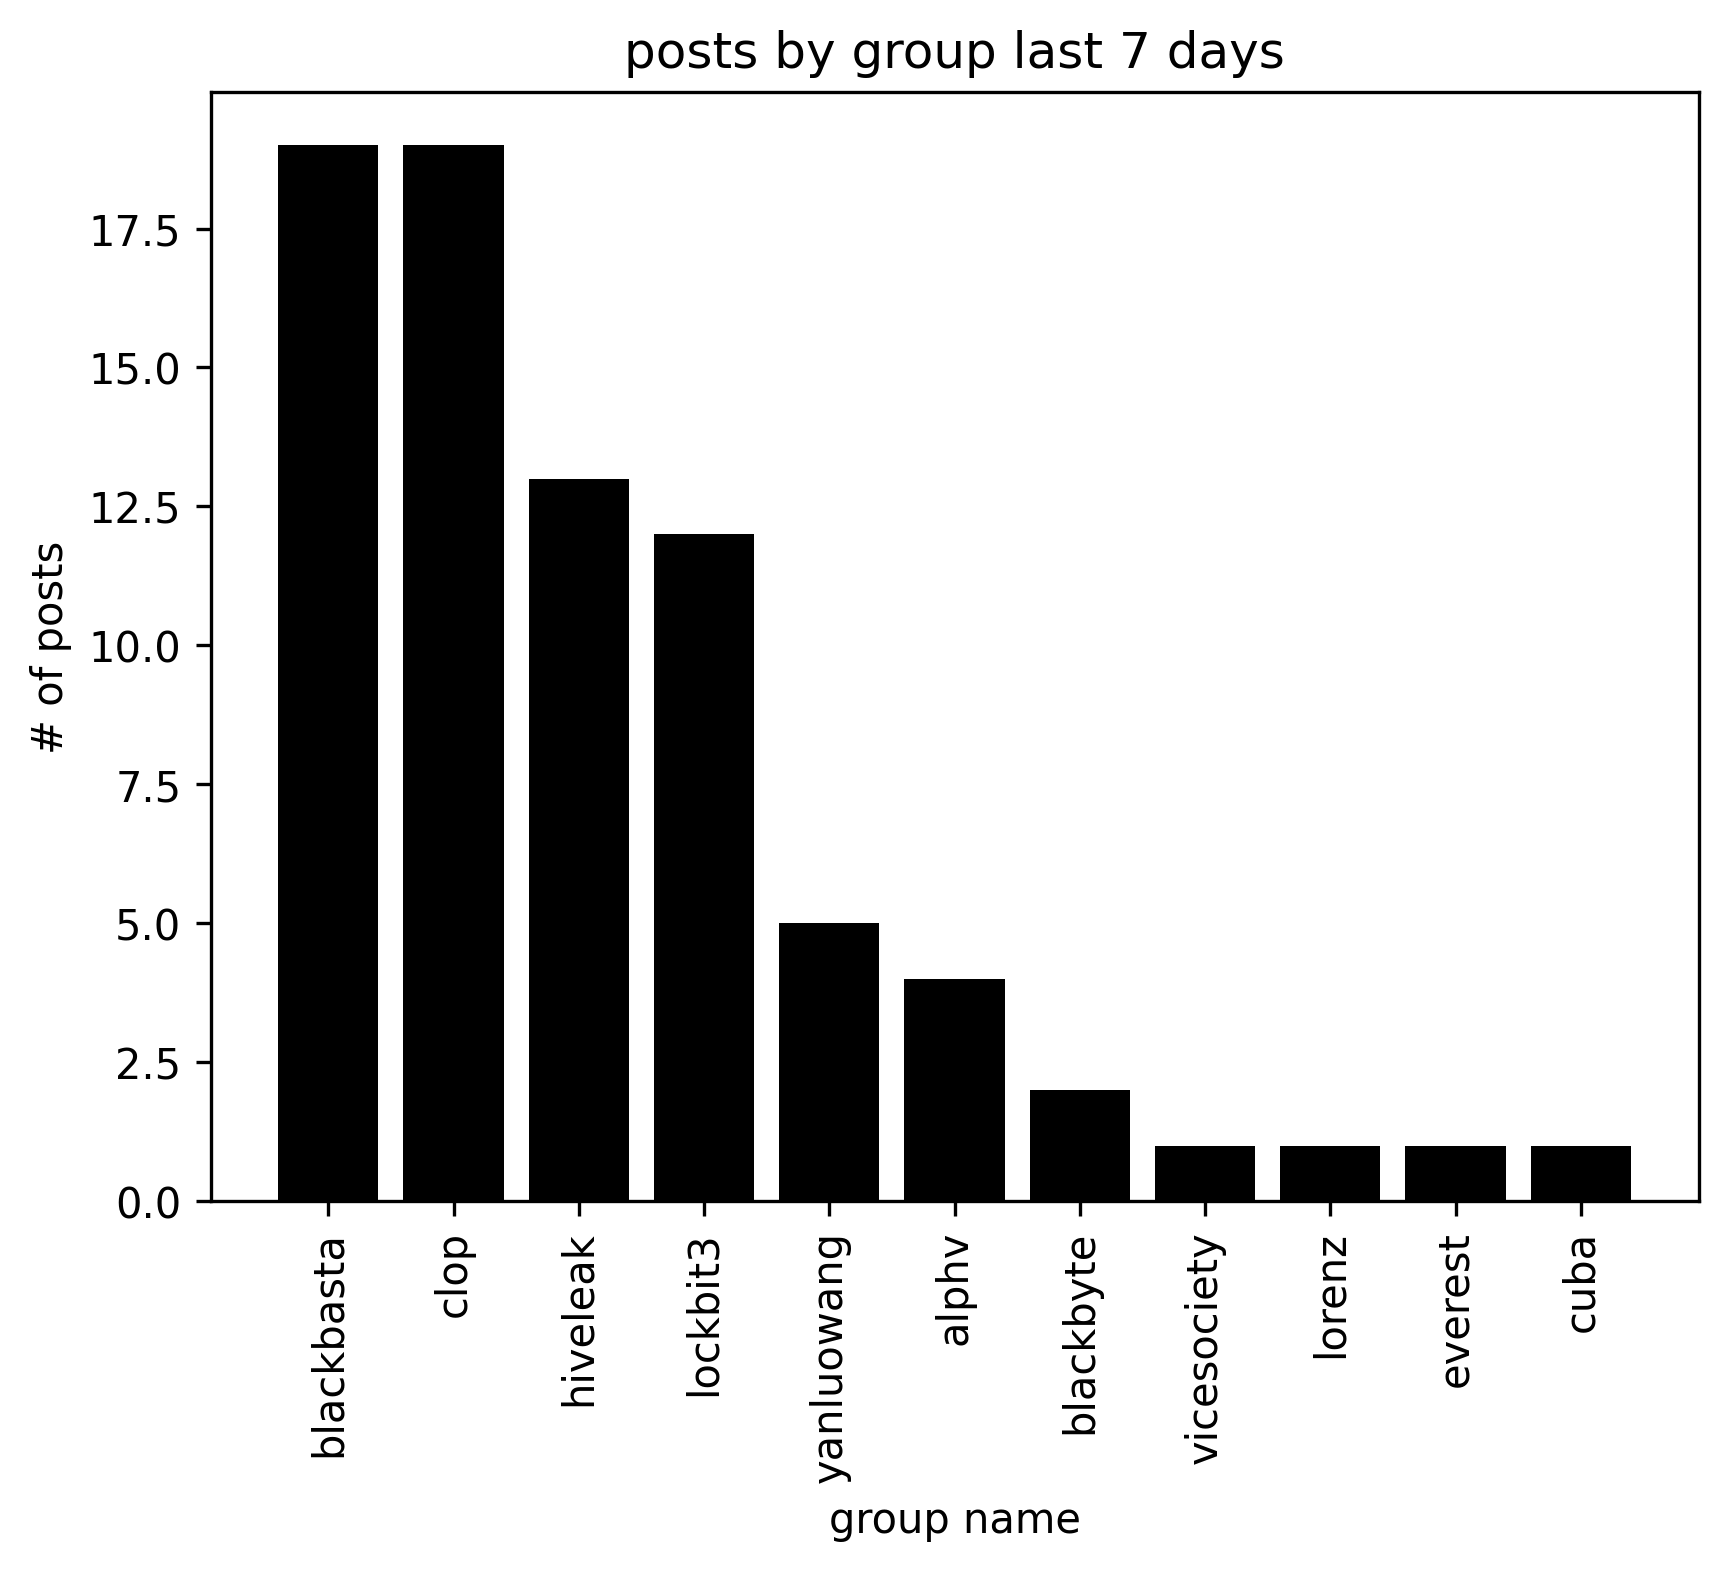 posts by group last 7 days
# of posts
17.5
15.0
12.5
10.0
7.5
5.0
2.5
0.0
blackbasta
clop
hiveleak
lockbit3
yanluowang
alphv
blackbyte
vicesociety
lorenz
everest
cuba
group name